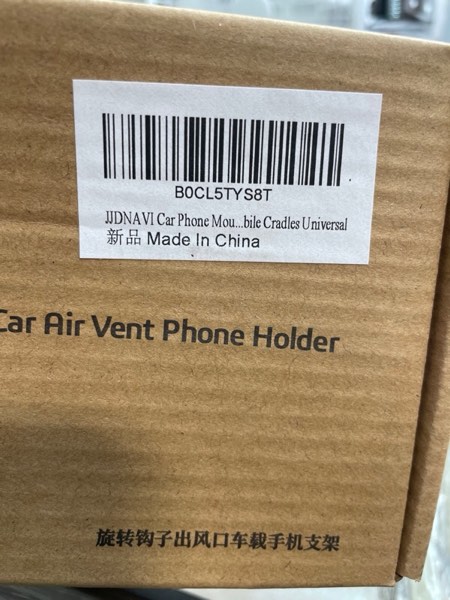 B0CL5TYS8T
JJDNAVI Car Phone Mou...bile Cradles Universal
新品 Made In China
Car Air Vent Phone Holder
旋转钩子出风口车载手机支架